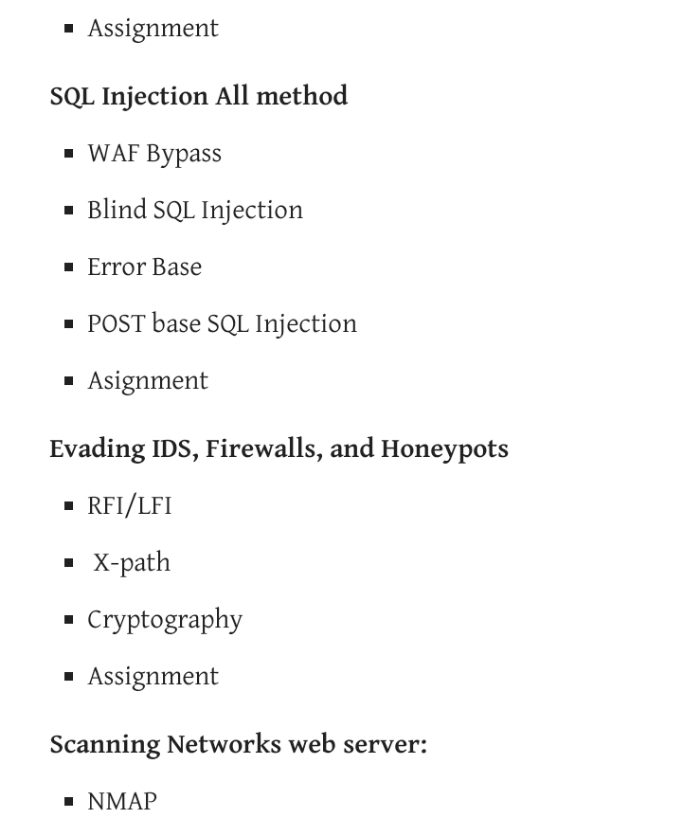 Assignment
SQL Injection All method
WAF Bypass
Blind SQL Injection
Error Base
POST base SQL Injection
Asignment
Evading IDS, Firewalls, and Honeypots
RFI/LFI
X-path
Cryptography
Assignment
Scanning Networks web server:
NMAP